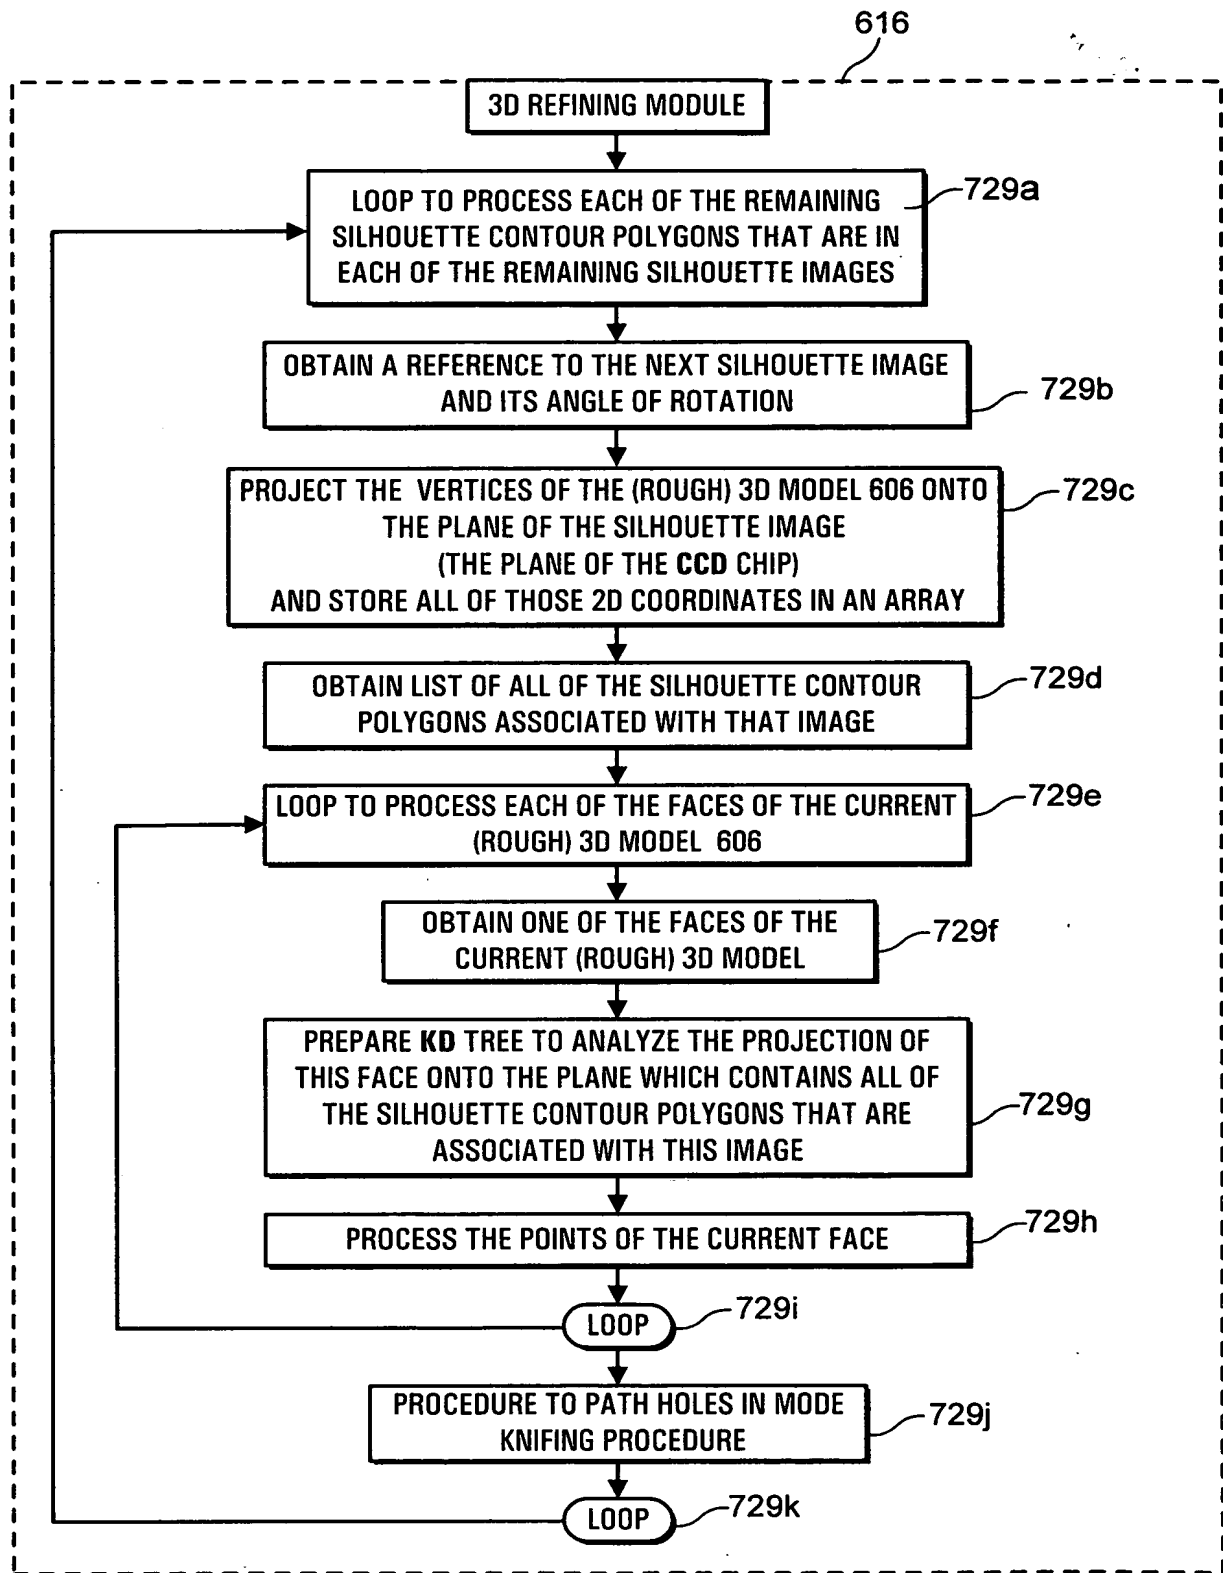 616
3D REFINING MODULE
LOOP TO PROCESS EACH OF THE REMAINING
SILHOUETTE CONTOUR POLYGONS THAT ARE IN
EACH OF THE REMAINING SILHOUETTE IMAGES
729a
OBTAIN A REFERENCE TO THE NEXT SILHOUETTE IMAGE
AND ITS ANGLE OF ROTATION
729b
PROJECT THE VERTICES OF THE (ROUGH) 3D MODEL 606 ONTO
THE PLANE OF THE SILHOUETTE IMAGE
(THE PLANE OF THE CCD CHIP)
AND STORE ALL OF THOSE 2D COORDINATES IN AN ARRAY
729c
OBTAIN LIST OF ALL OF THE SILHOUETTE CONTOUR
POLYGONS ASSOCIATED WITH THAT IMAGE
729d
LOOP TO PROCESS EACH OF THE FACES OF THE CURRENT
(ROUGH) 3D MODEL 606
729e
OBTAIN ONE OF THE FACES OF THE
CURRENT (ROUGH) 3D MODEL
729f
PREPARE KD TREE TO ANALYZE THE PROJECTION OF
THIS FACE ONTO THE PLANE WHICH CONTAINS ALL OF
THE SILHOUETTE CONTOUR POLYGONS THAT ARE
ASSOCIATED WITH THIS IMAGE
729g
PROCESS THE POINTS OF THE CURRENT FACE
729h
LOOP
729i
PROCEDURE TO PATH HOLES IN MODE
KNIFING PROCEDURE
729j
LOOP
729k